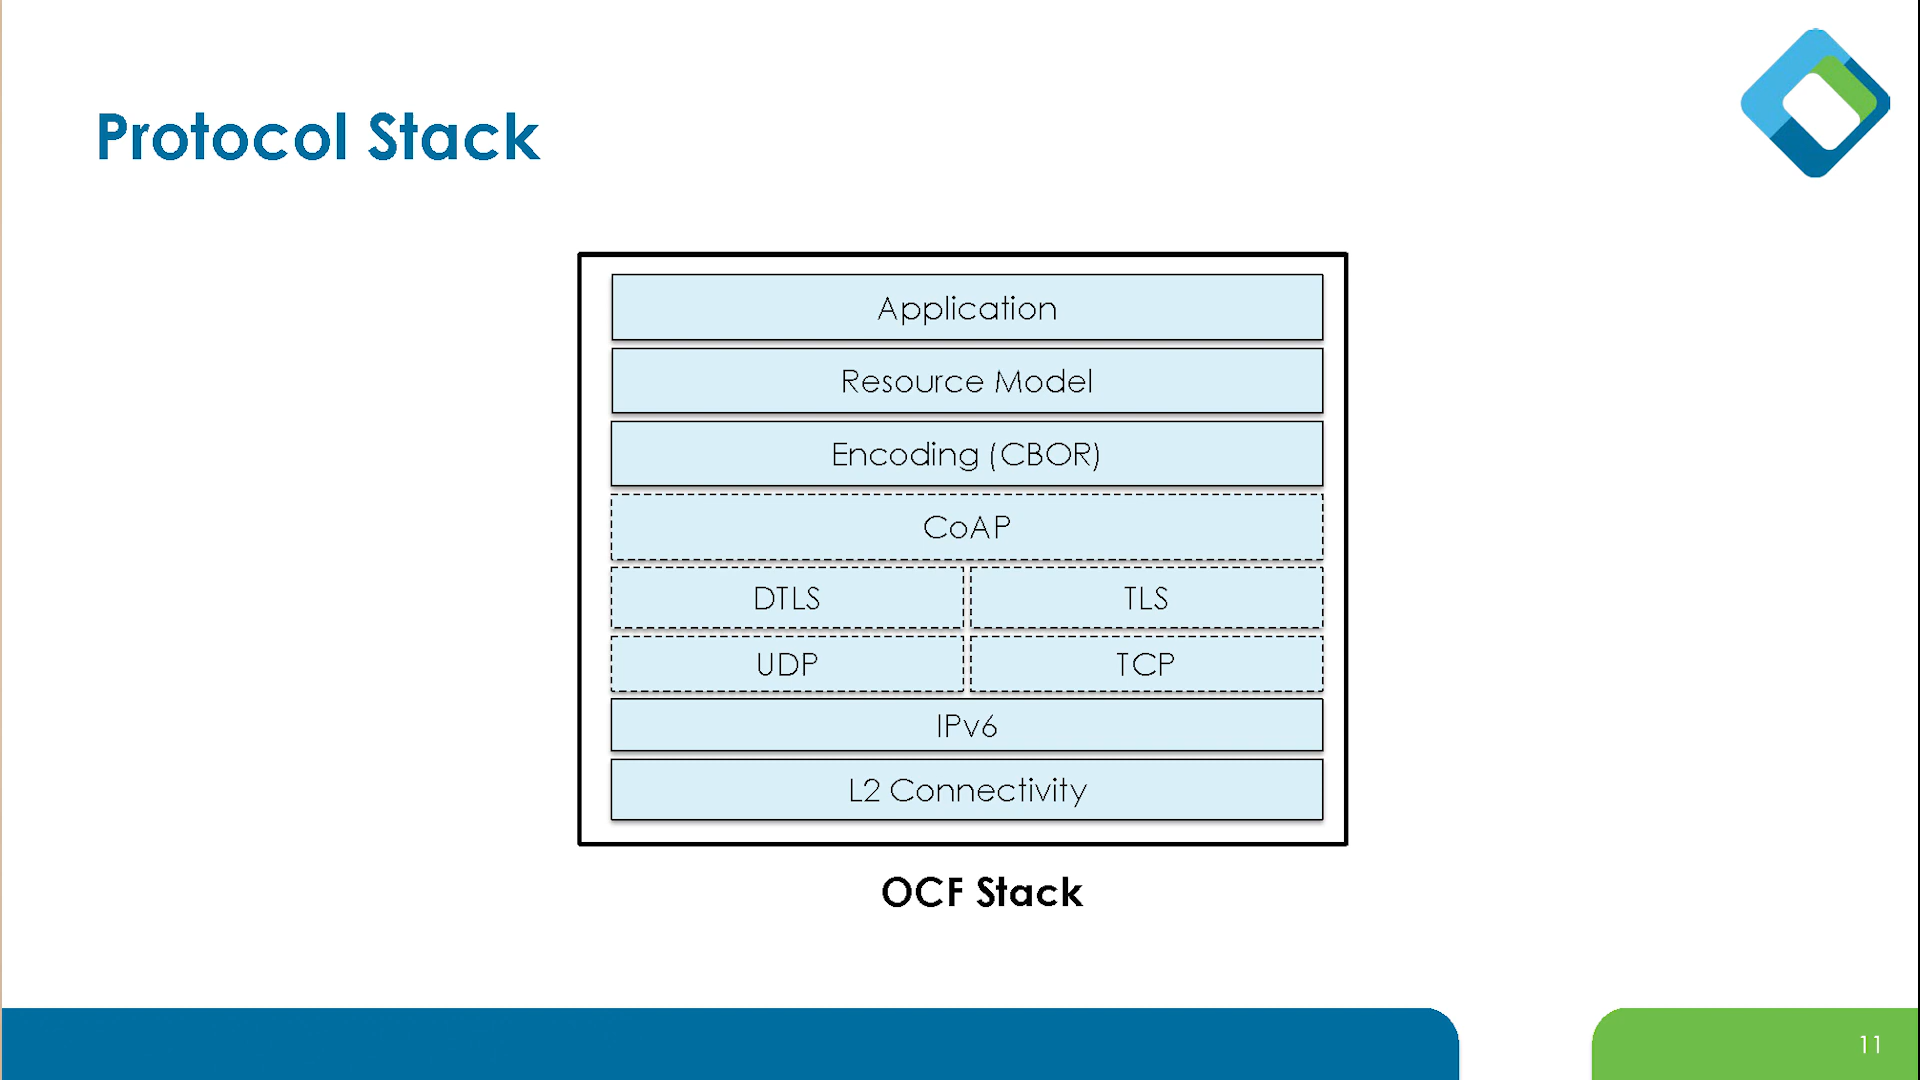 Protocol Stack
Application
Resource Model
Encoding (CBOR)
CoAP
DTLS
TLS
UDP
TCP
IPv6
L2 Connectivity
OCF Stack
11